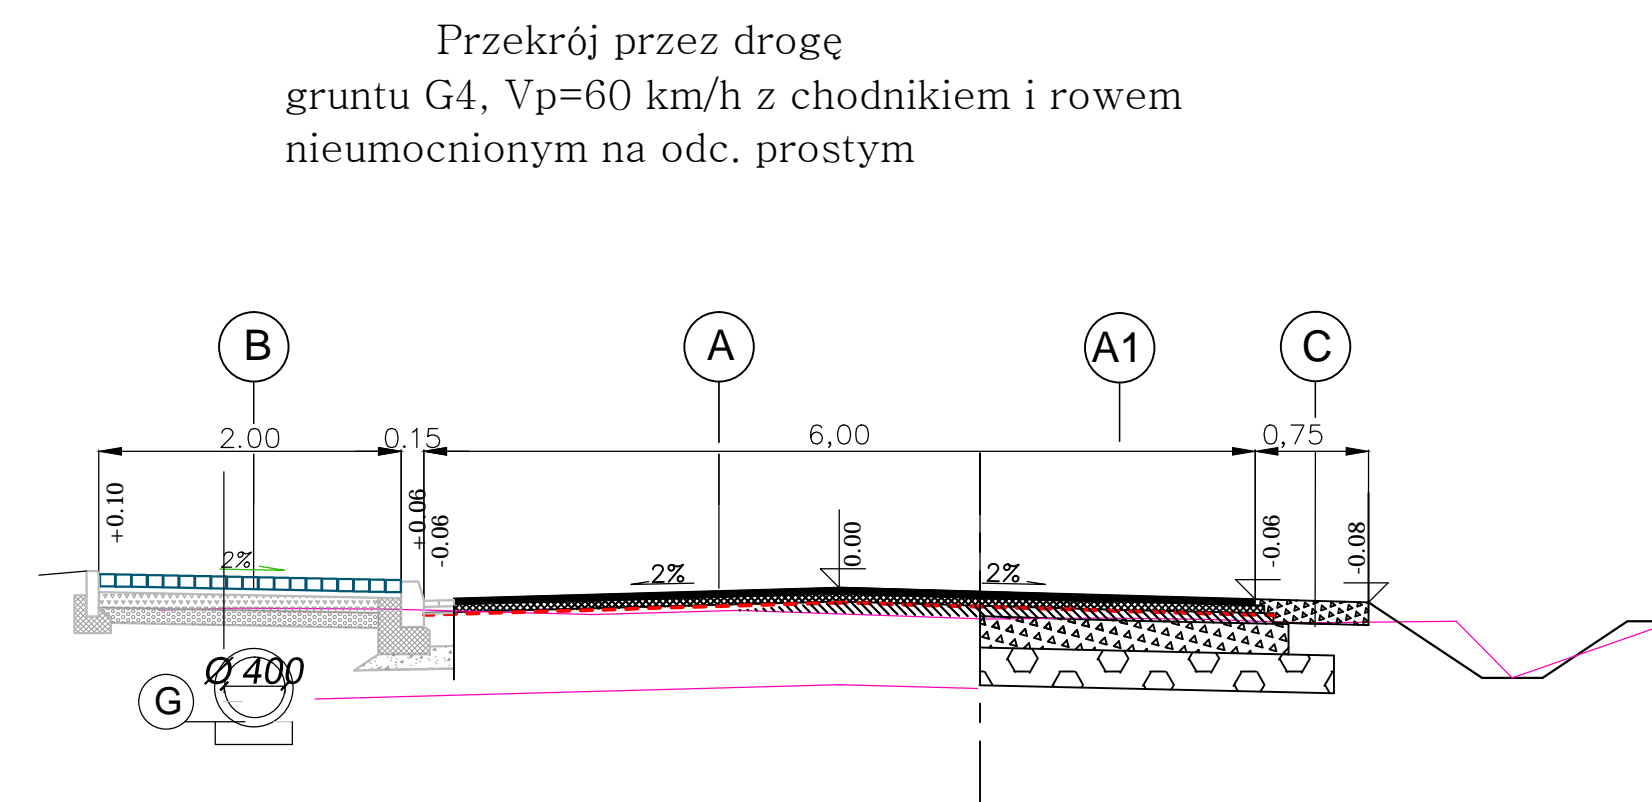 Przekrój przez drogę
gruntu G4, Vp=60 km/h z chodnikiem i rowem
nieumocnionym na odc. prostym
B
A
A1
C
2.00
0.15
6,00
0,75
+0.10
+0.06
-0.06
0.00
-0.06
-0.08
2%
2%
2%
Ø 400
G